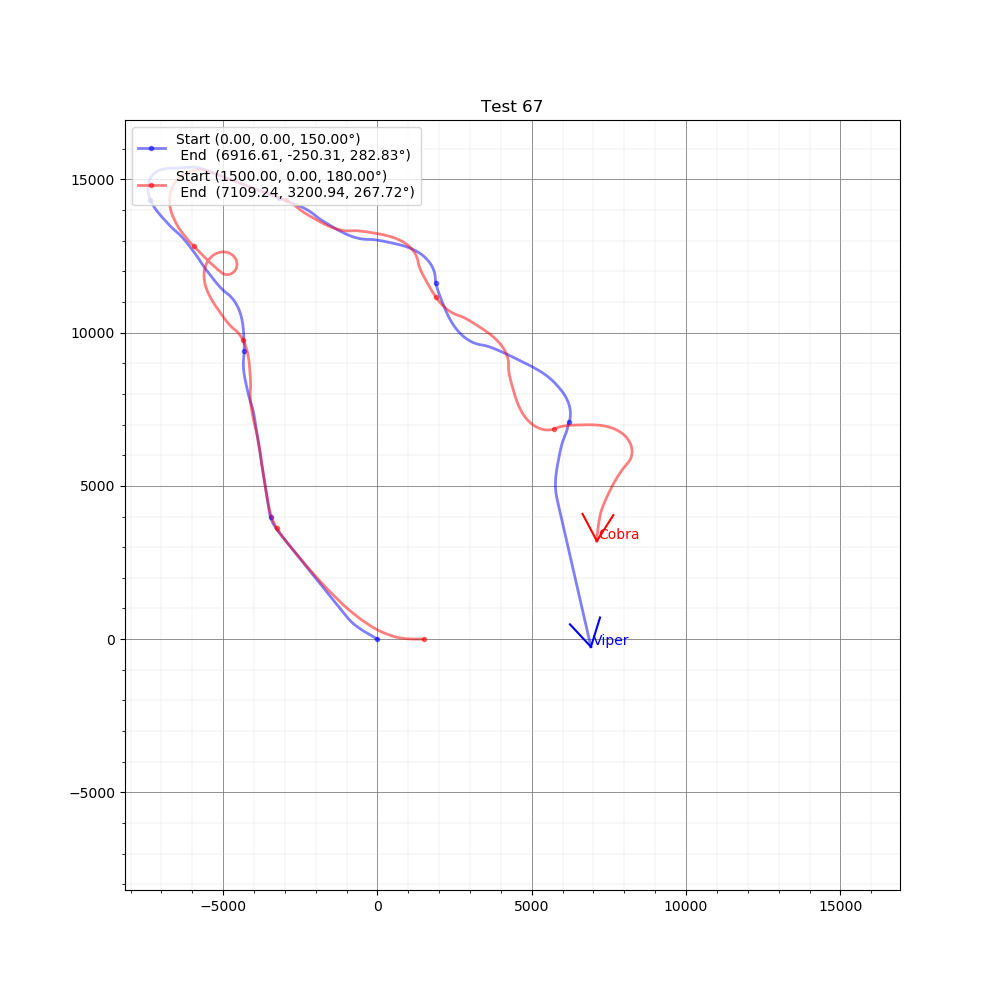 Test 67
Start (0.00, 0.00, 150.00°)
End  (6916.61, -250.31, 282.83°)
Start (1500.00, 0.00, 180.00°)
End  (7109.24, 3200.94, 267.72°)
15000
10000
5000
0
−5000
Cobra
Viper
−5000
0
5000
10000
15000